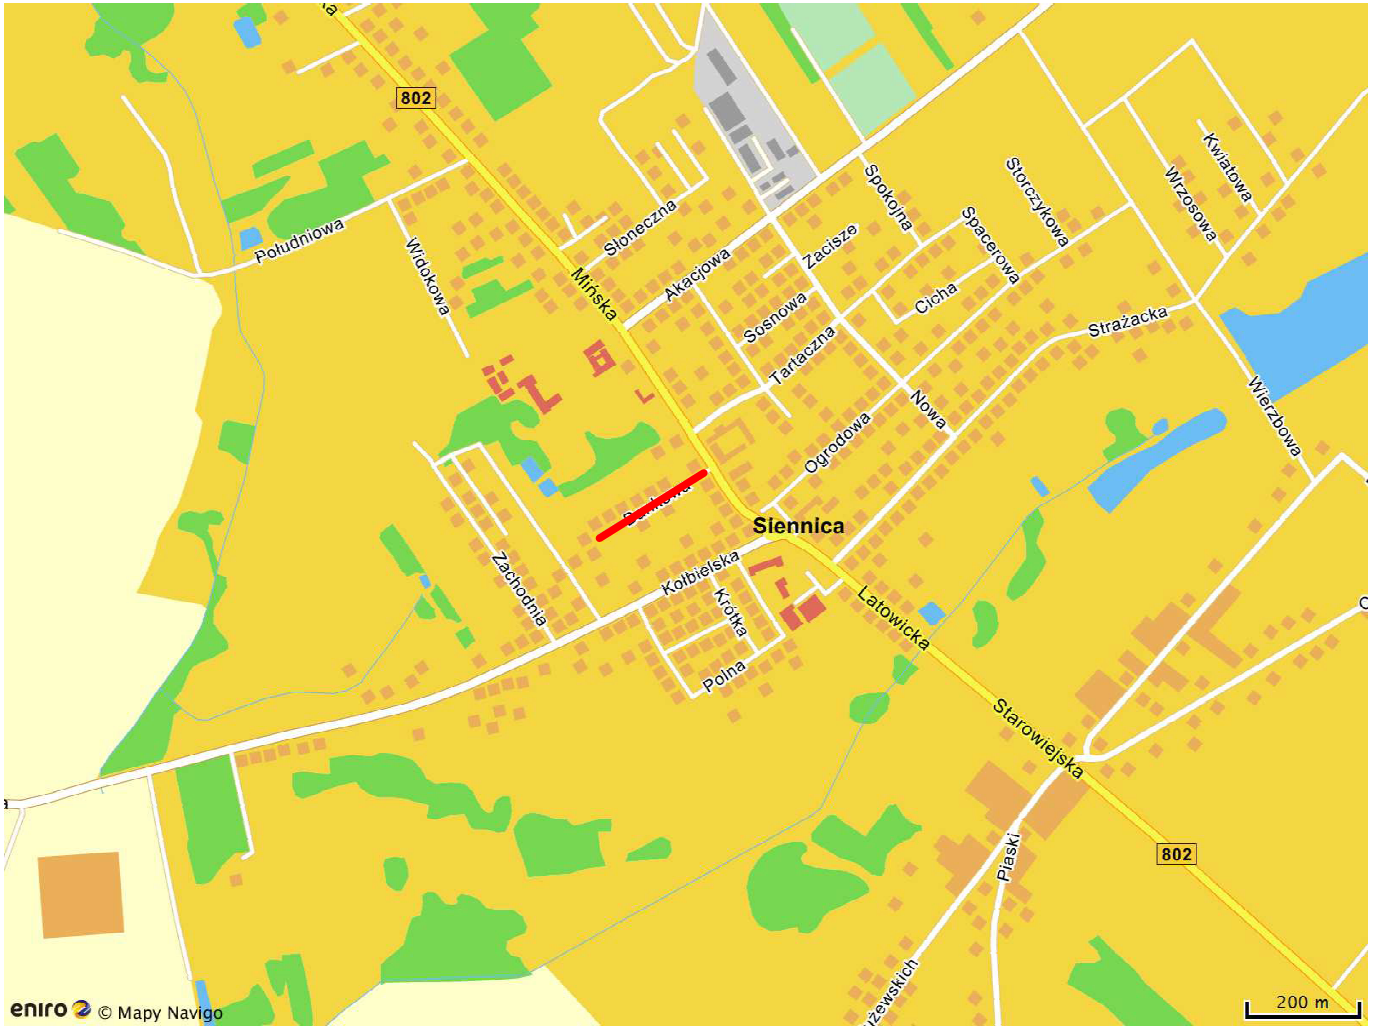 802
Południowa
Widokowa
Słoneczna
Mińska
Akacjowa
Zacisze
Spokojna
Spacerowa
Storczykowa
Wrzosowa
Kwiatowa
Sosnowa
Cicha
Tartaczna
Strażacka
Nowa
Ogrodowa
Wierzbowa
Siennica
Kołbielska
Zachodnia
Krótka
Polna
Latowicka
Starowiejska
802
Piaski
eniro © Mapy Navigo
200 m